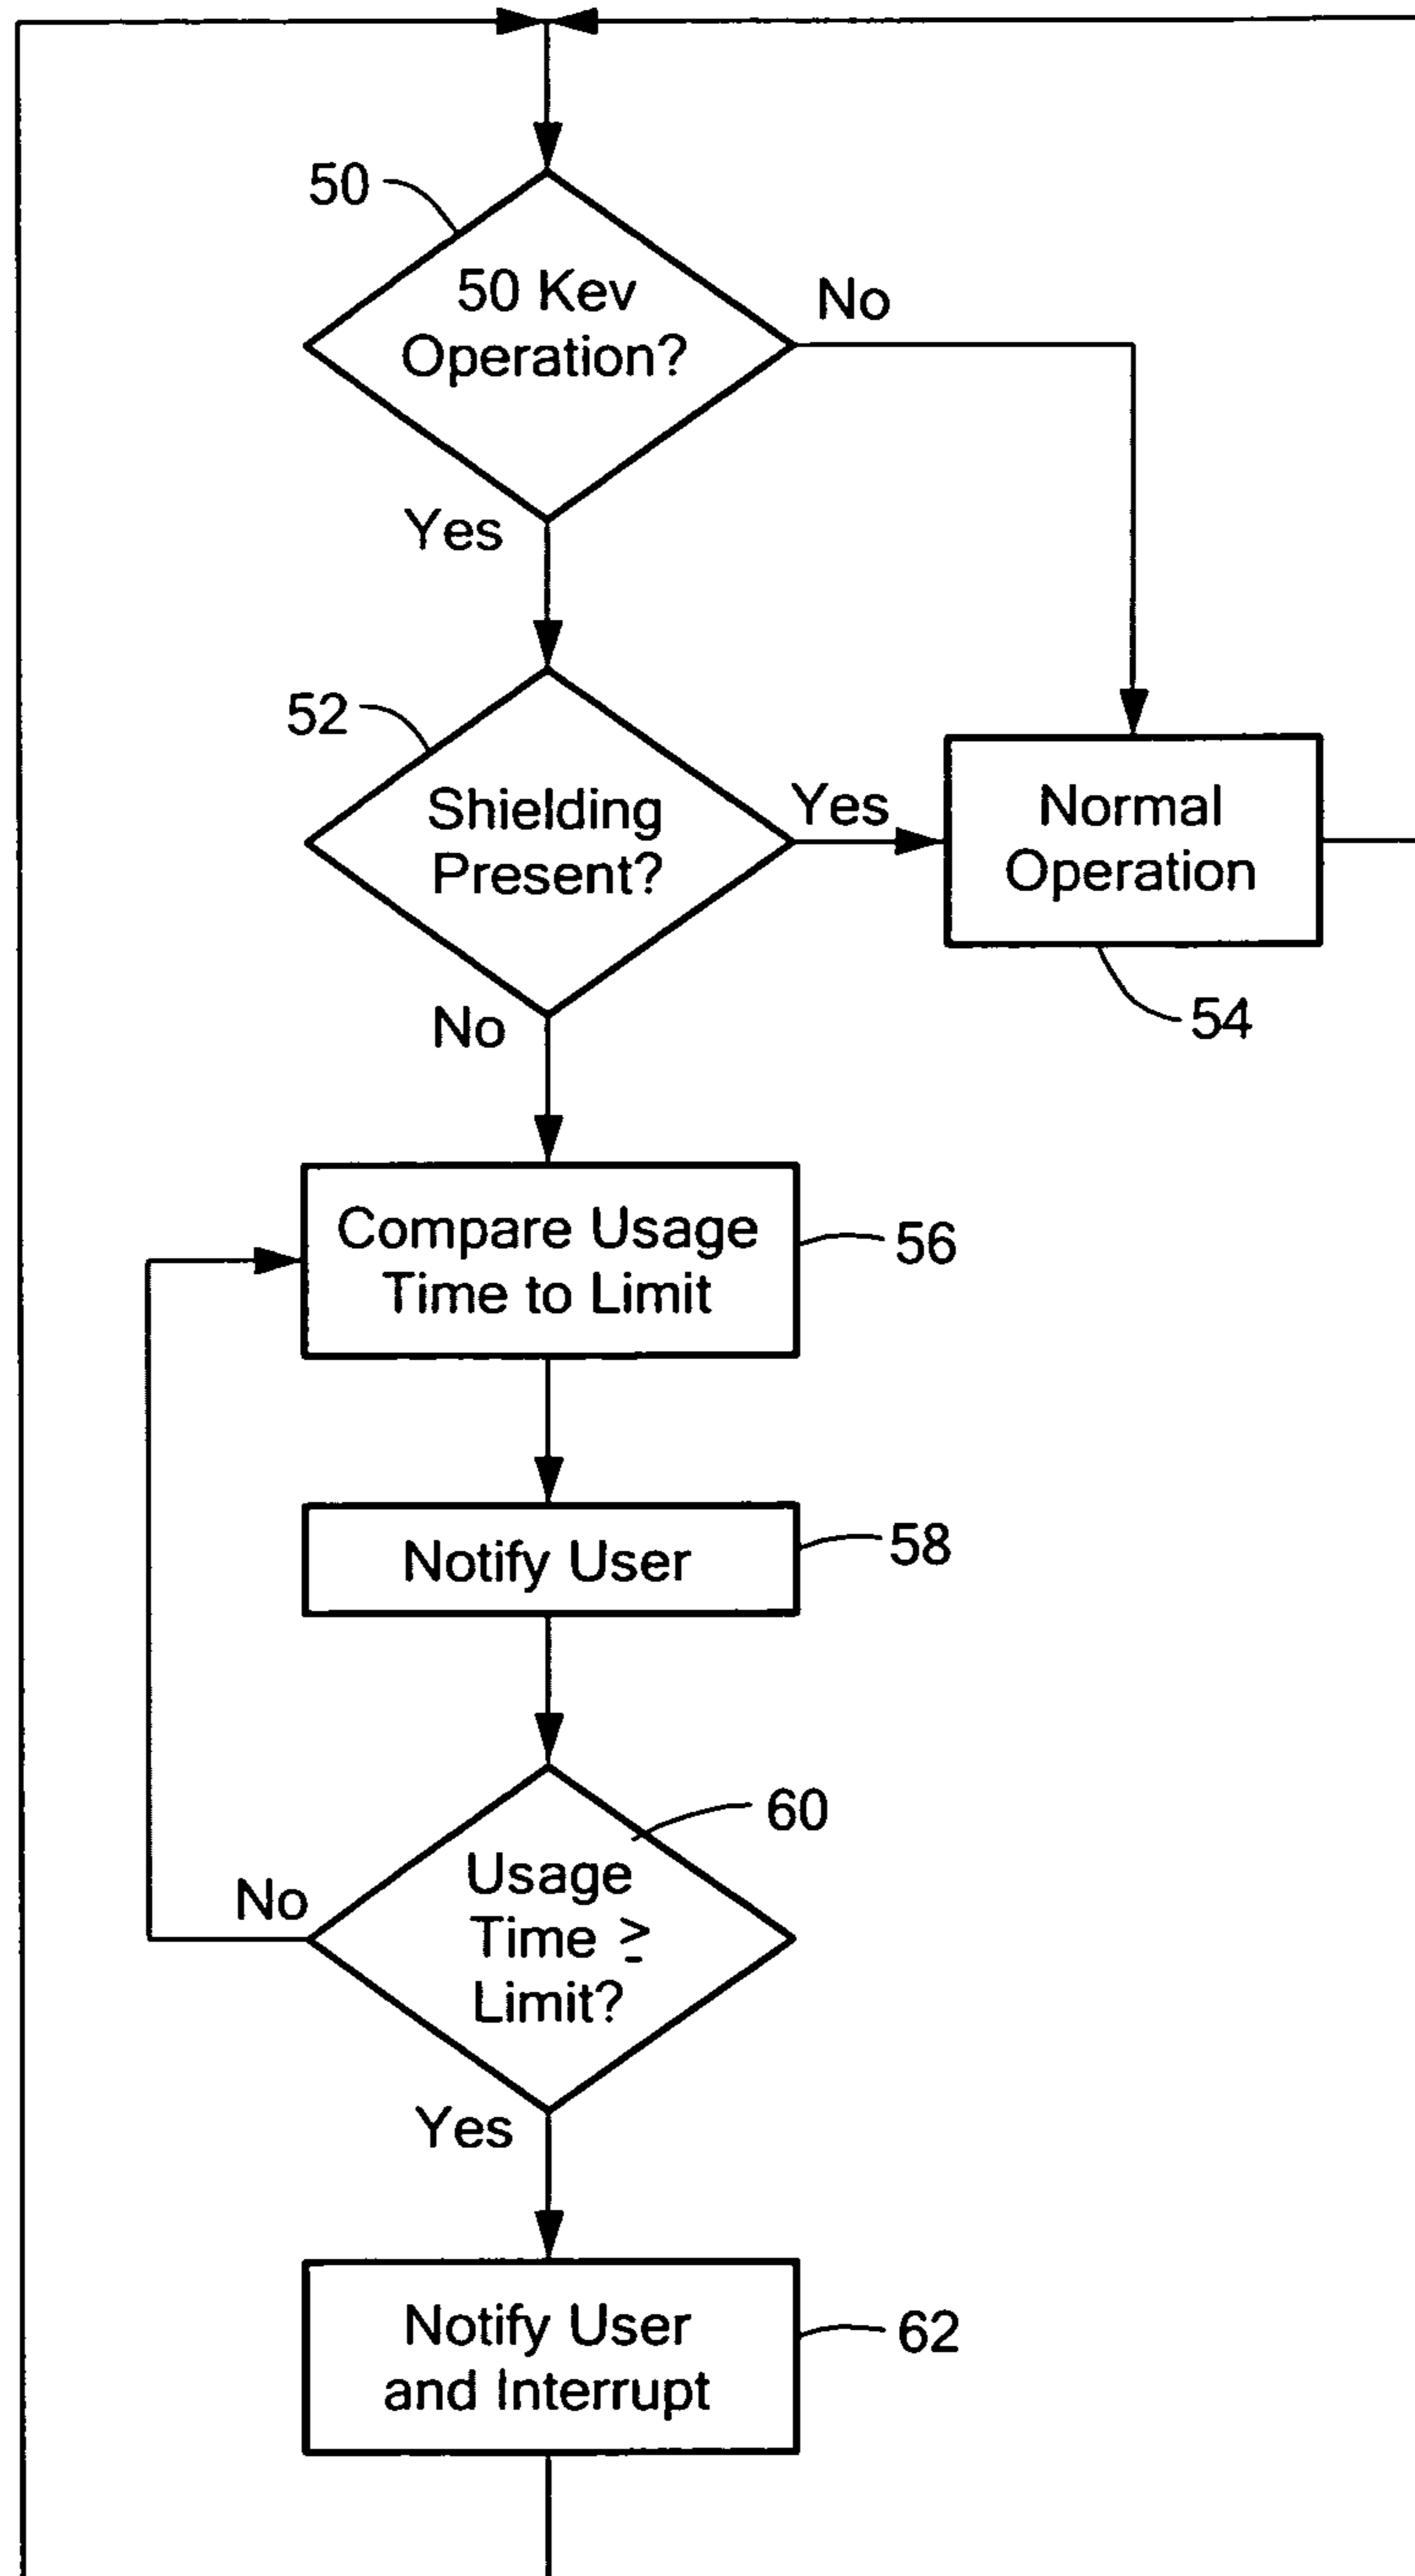 50
50 Kev
Operation?
No
Yes
52
Shielding
Present?
Yes
Normal
Operation
54
No
Compare Usage
Time to Limit
56
Notify User
58
60
Usage
Time ≥
Limit?
No
Yes
Notify User
and Interrupt
62